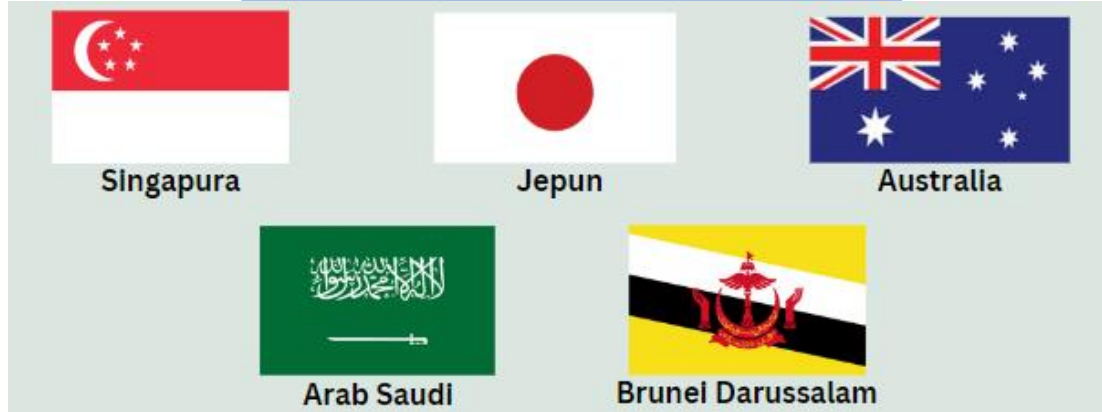 Singapura
Jepun
Australia
لا إله إلا الله محمد رسول الله
Arab Saudi
Brunei Darussalam